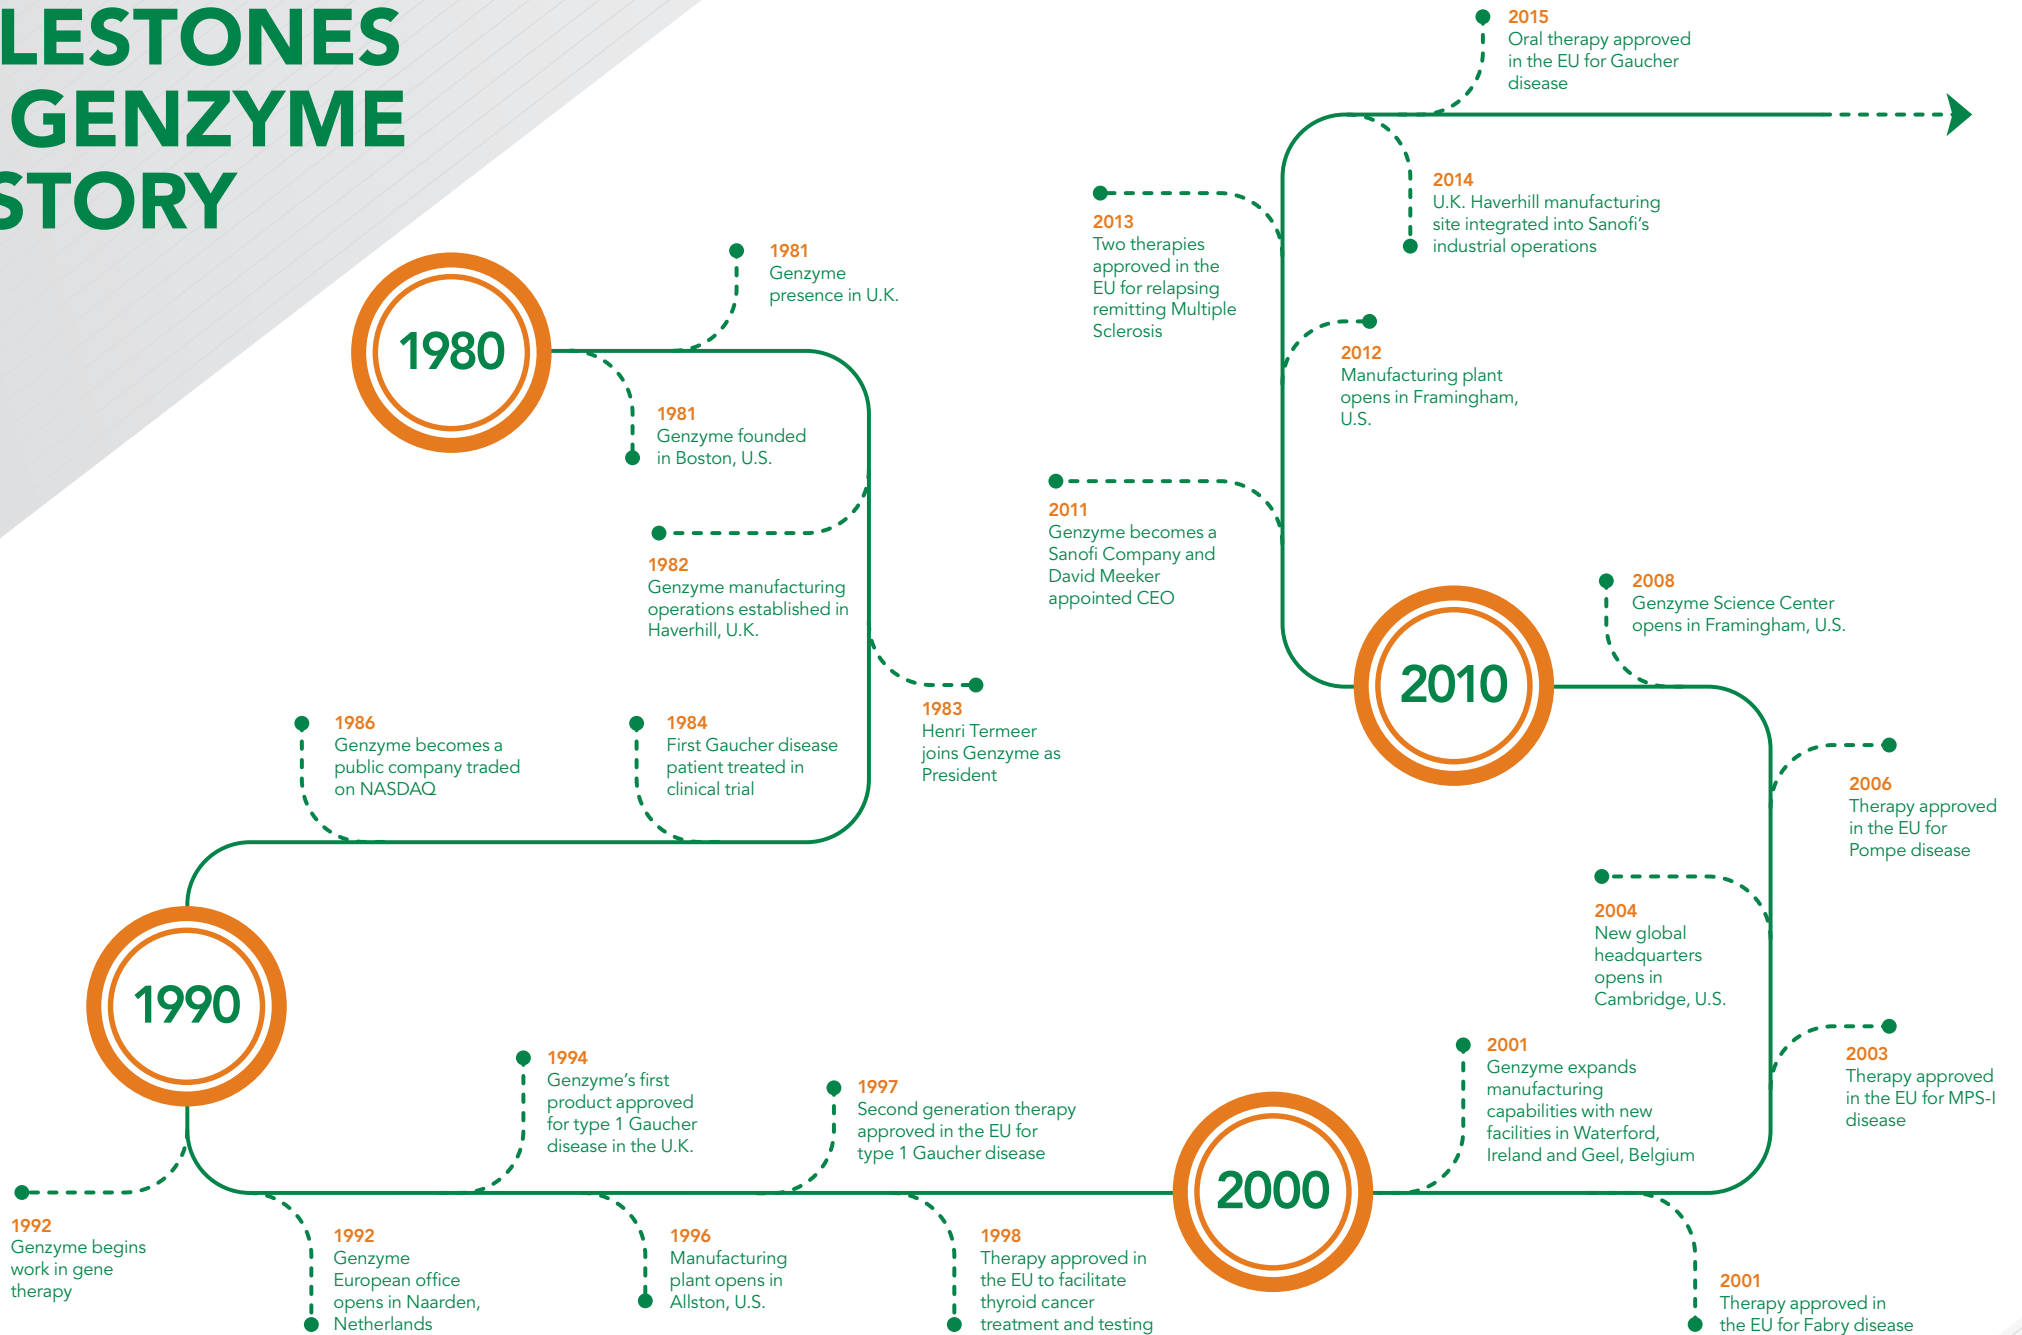 LESTONES
GENZYME
STORY
1980
1981
Genzyme
presence in U.K.
1981
Genzyme founded
in Boston, U.S.
1982
Genzyme manufacturing
operations established in
Haverhill, U.K.
1983
Henri Termeer
joins Genzyme as
President
1984
First Gaucher disease
patient treated in
clinical trial
1986
Genzyme becomes a
public company traded
on NASDAQ
1990
1992
Genzyme begins
work in gene
therapy
1992
Genzyme
European office
opens in Naarden,
Netherlands
1994
Genzyme's first
product approved
for type 1 Gaucher
disease in the U.K.
1996
Manufacturing
plant opens in
Allston, U.S.
1997
Second generation therapy
approved in the EU for
type 1 Gaucher disease
1998
Therapy approved in
the EU to facilitate
thyroid cancer
treatment and testing
2000
2001
Genzyme expands
manufacturing
capabilities with new
facilities in Waterford,
Ireland and Geel, Belgium
2001
Therapy approved in
the EU for Fabry disease
2003
Therapy approved
in the EU for MPS-I
disease
2004
New global
headquarters
opens in
Cambridge, U.S.
2006
Therapy approved
in the EU for
Pompe disease
2008
Genzyme Science Center
opens in Framingham, U.S.
2010
2011
Genzyme becomes a
Sanofi Company and
David Meeker
appointed CEO
2012
Manufacturing plant
opens in Framingham,
U.S.
2013
Two therapies
approved in the
EU for relapsing
remitting Multiple
Sclerosis
2014
U.K. Haverhill manufacturing
site integrated into Sanofi's
industrial operations
2015
Oral therapy approved
in the EU for Gaucher
disease